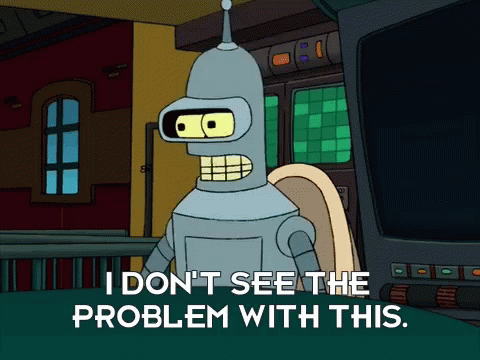 I DON'T SEE THE
PROBLEM WITH THIS.